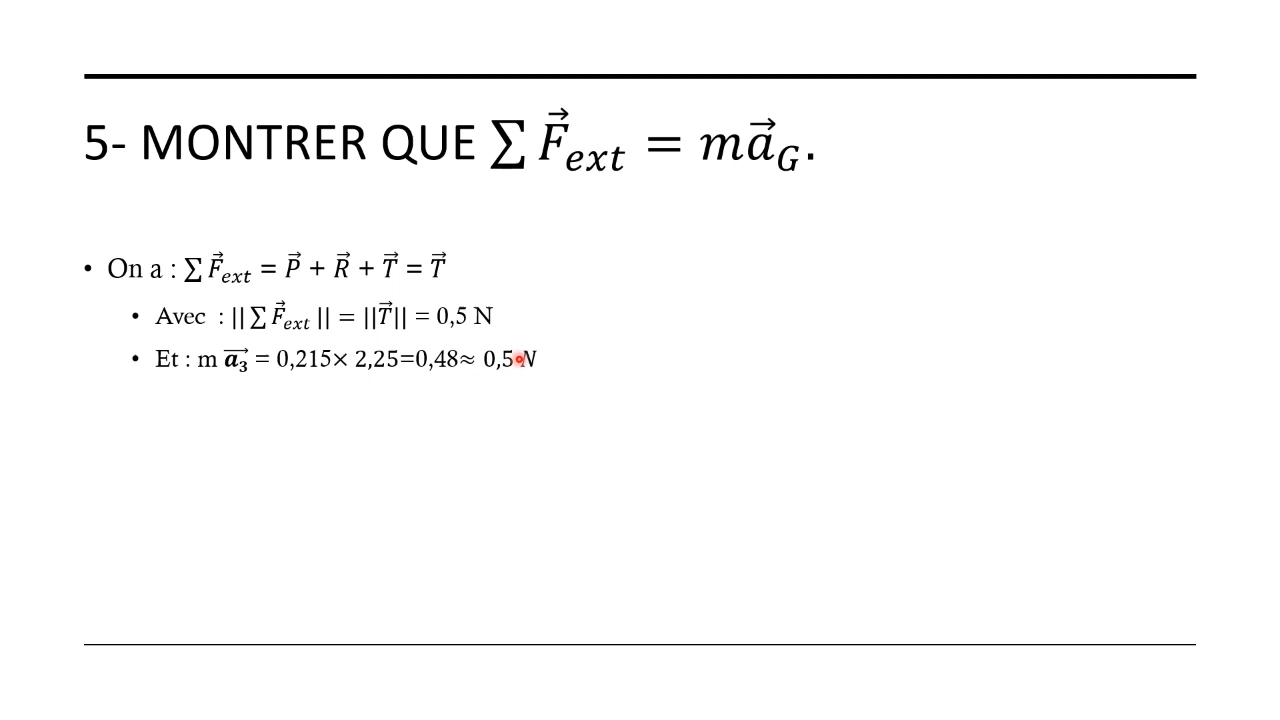 5- MONTRER QUE ∑ F⃗ₑₓₜ = ma⃗_G.
• On a : ∑ F⃗ₑₓₜ = P⃗ + R⃗ + T⃗ = T⃗
• Avec : || ∑ F⃗ₑₓₜ || = ||T⃗|| = 0,5 N
• Et : m a⃗₃ = 0,215× 2,25=0,48≈ 0,5 N